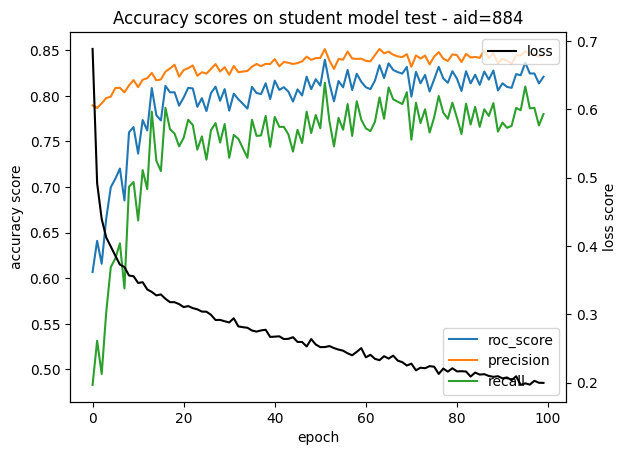 Accuracy scores on student model test - aid=884
loss
accuracy score
0.85
0.80
0.75
0.70
0.65
0.60
0.55
0.50
0.7
0.6
0.5
0.4
0.3
0.2
loss score
roc_score
precision
recall
0
20
40
60
80
100
epoch